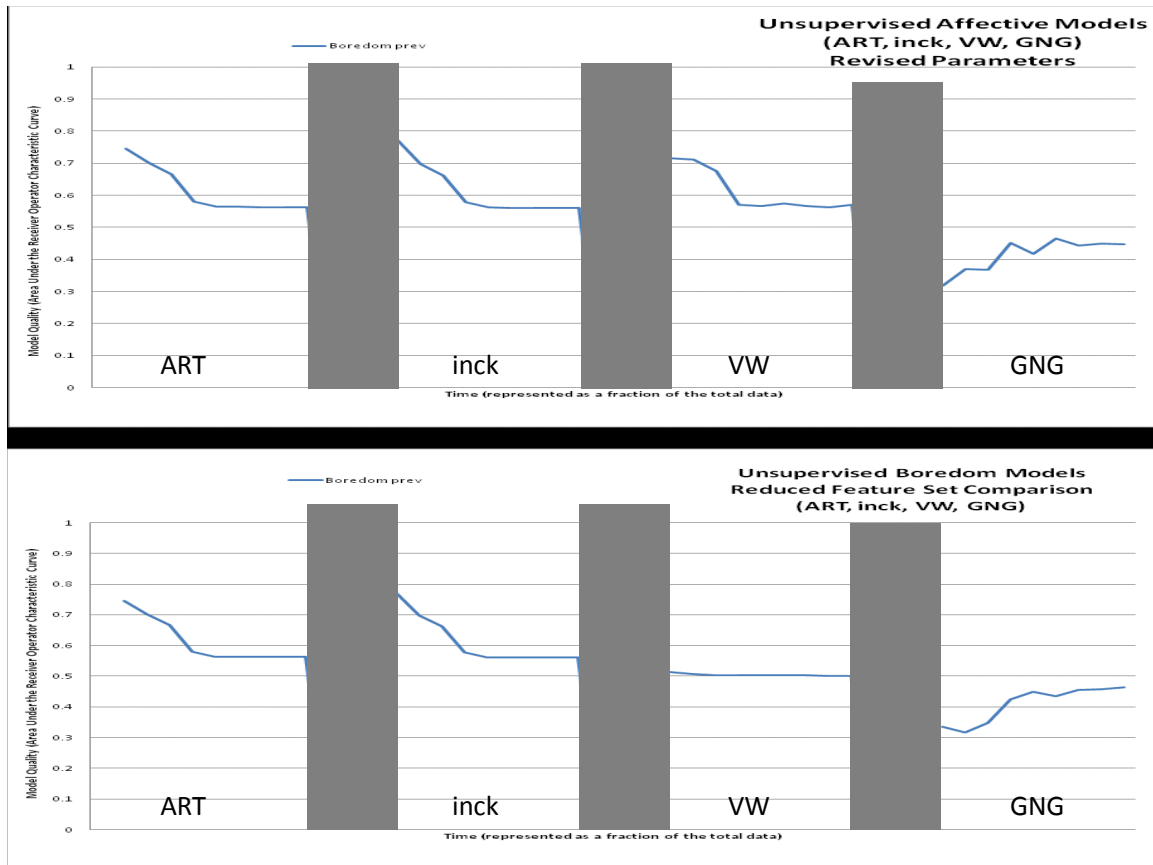 Unsupervised Affective Models
(ART, inck, VW, GNG)
Revised Parameters
Boredom prev
Model Quality (Area Under the Receiver Operator Characteristic Curve)
1
0.9
0.8
0.7
0.6
0.5
0.4
0.3
0.2
0.1
0
ART inck VW GNG
Time (represented as a fraction of the total data)
Unsupervised Boredom Models
Reduced Feature Set Comparison
(ART, inck, VW, GNG)
Boredom prev
Model Quality (Area Under the Receiver Operator Characteristic Curve)
1
0.9
0.8
0.7
0.6
0.5
0.4
0.3
0.2
0.1
0
ART inck VW GNG
Time (represented as a fraction of the total data)